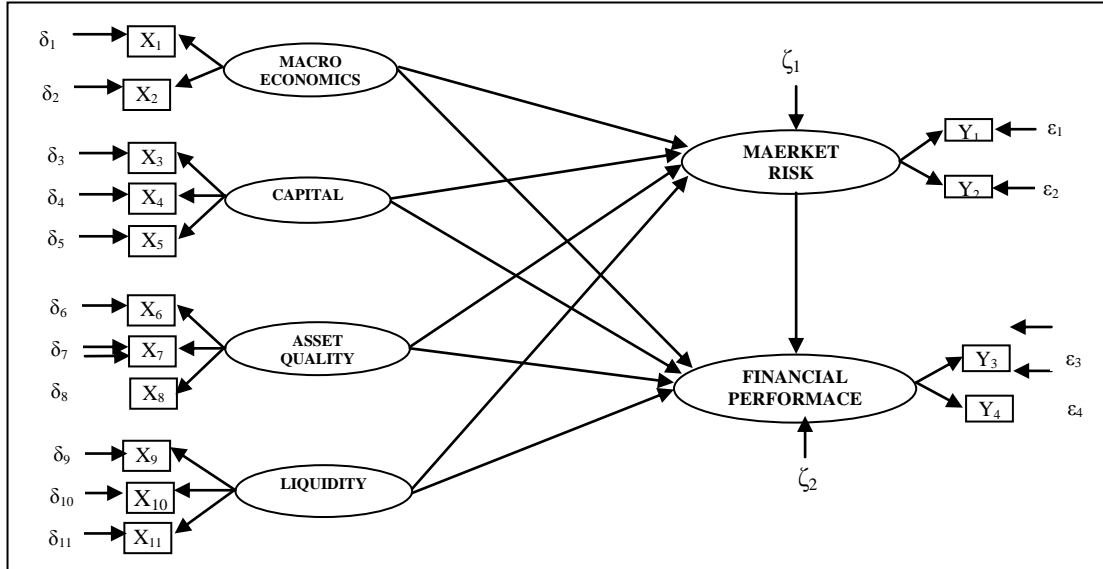 δ1 X1
δ2 X2
MACRO
ECONOMICS
ζ1
δ3 X3
δ4 X4
δ5 X5
CAPITAL
MAERKET
RISK
Y1 ε1
Y2 ε2
δ6 X6
δ7 X7
δ8 X8
ASSET
QUALITY
FINANCIAL
PERFORMACE
Y3 ε3
Y4 ε4
δ9 X9
δ10 X10
δ11 X11
LIQUIDITY
ζ2